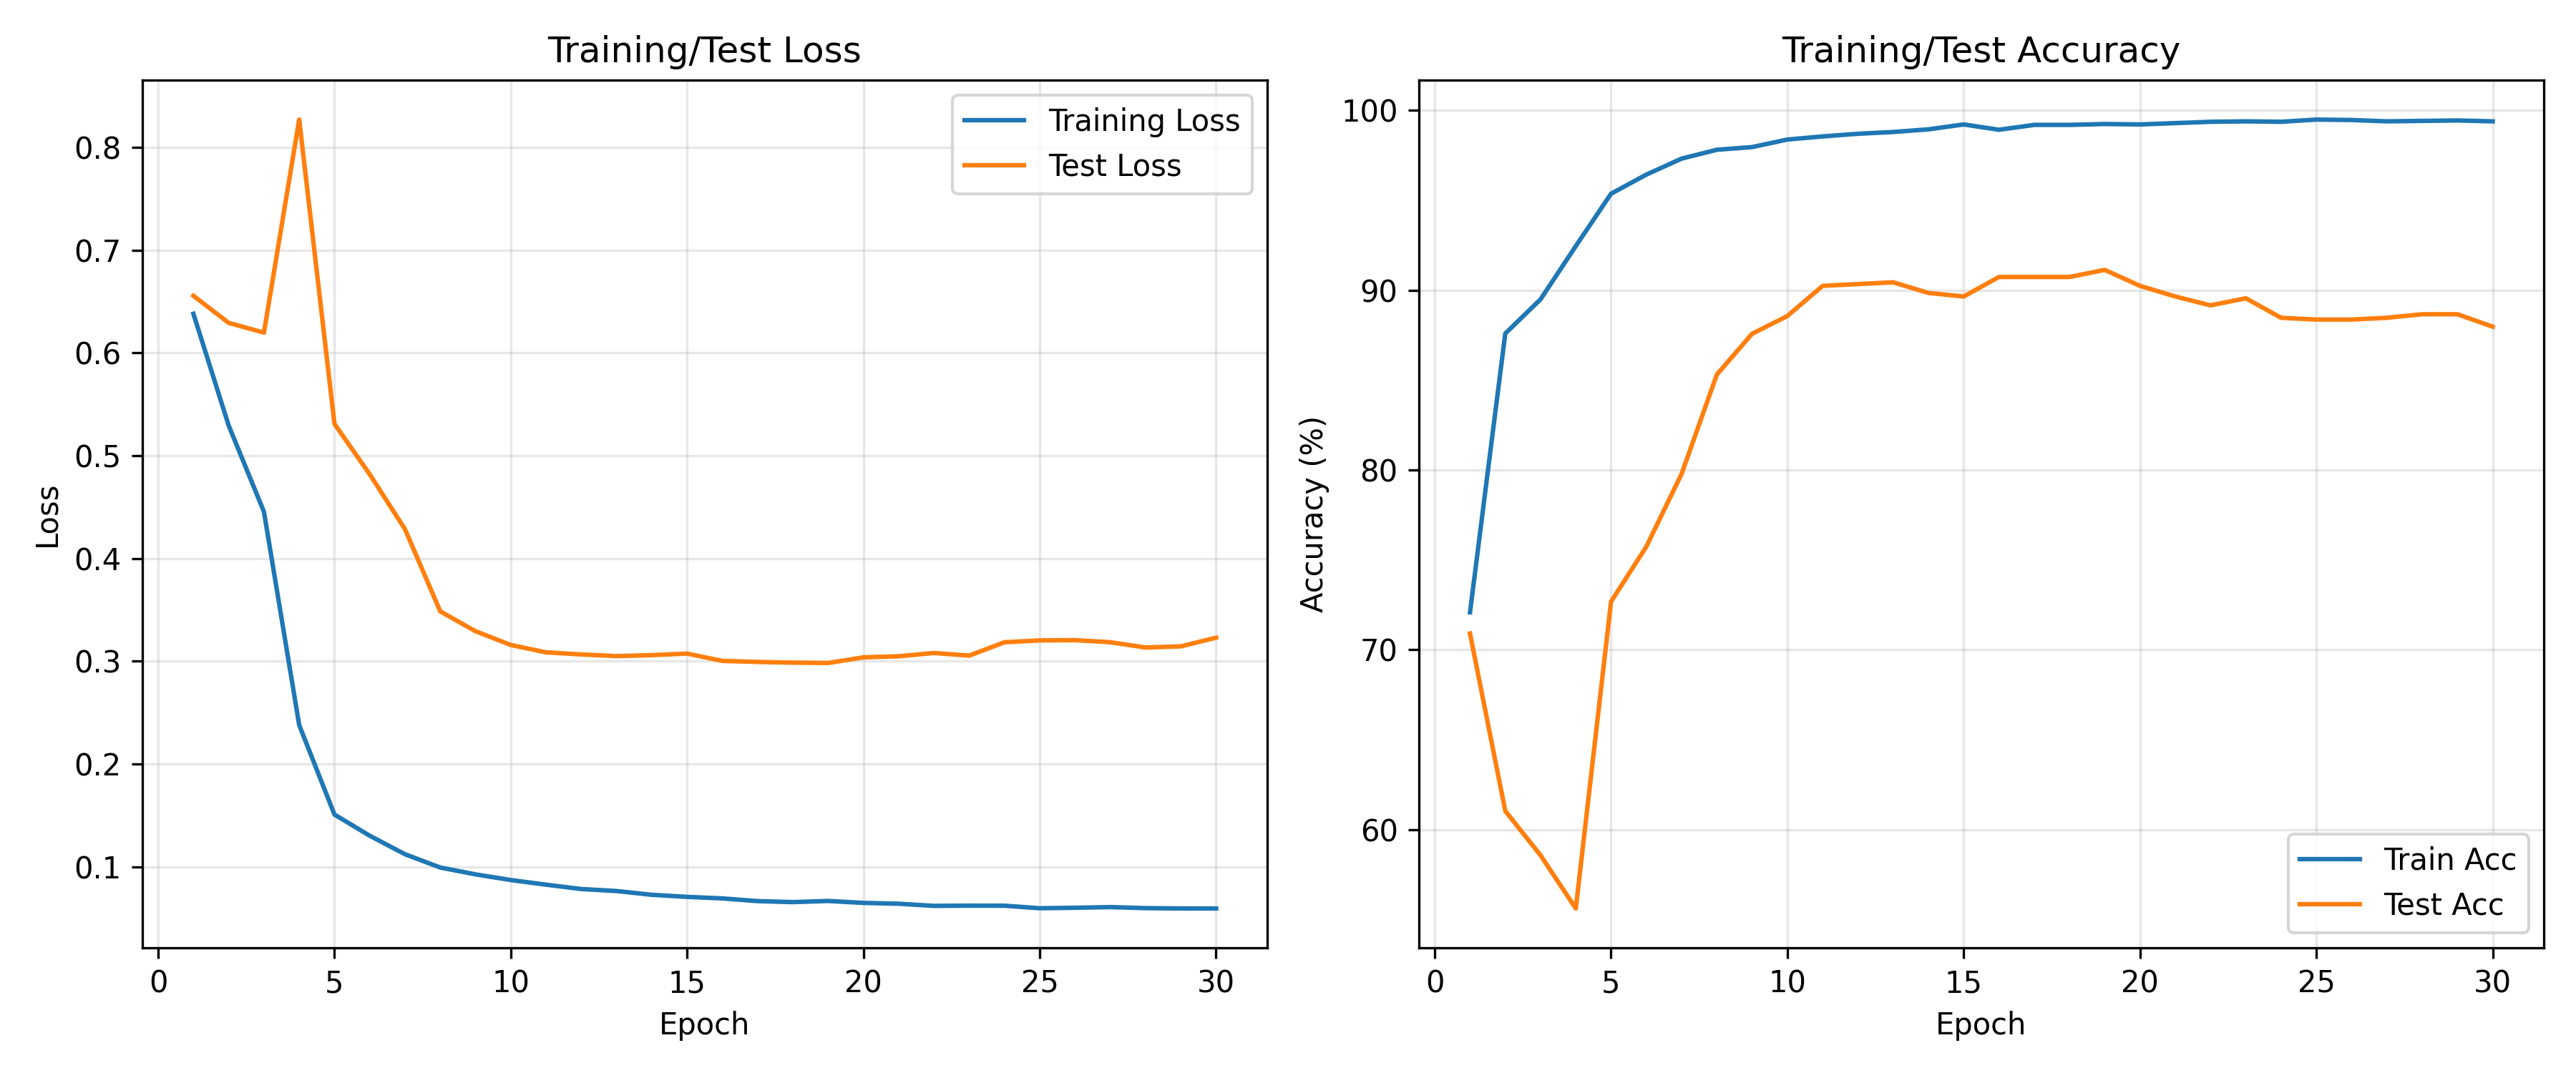 Training/Test Loss
Training Loss
Test Loss
0.8
0.7
0.6
0.5
0.4
0.3
0.2
0.1
Loss
0 5 10 15 20 25 30
Epoch
Training/Test Accuracy
100
90
80
70
60
Accuracy (%)
Train Acc
Test Acc
0 5 10 15 20 25 30
Epoch